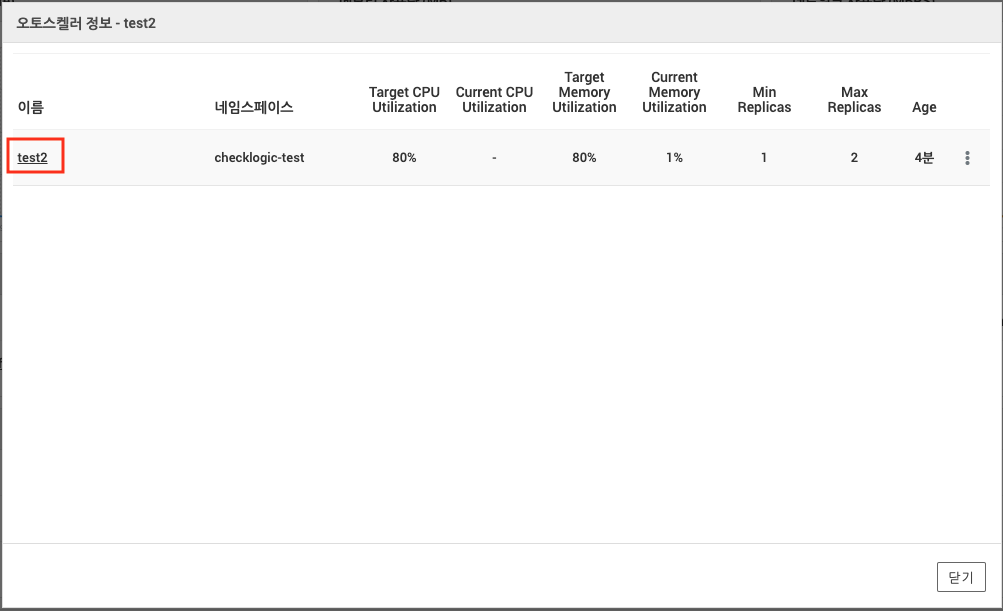 오토스켈러 정보 - test2
이름
네임스페이스
Target CPU
Utilization
Current CPU
Utilization
Target
Memory
Utilization
Current
Memory
Utilization
Min
Replicas
Max
Replicas
Age
test2
checklogic-test
80%
-
80%
1%
1
2
4분
닫기